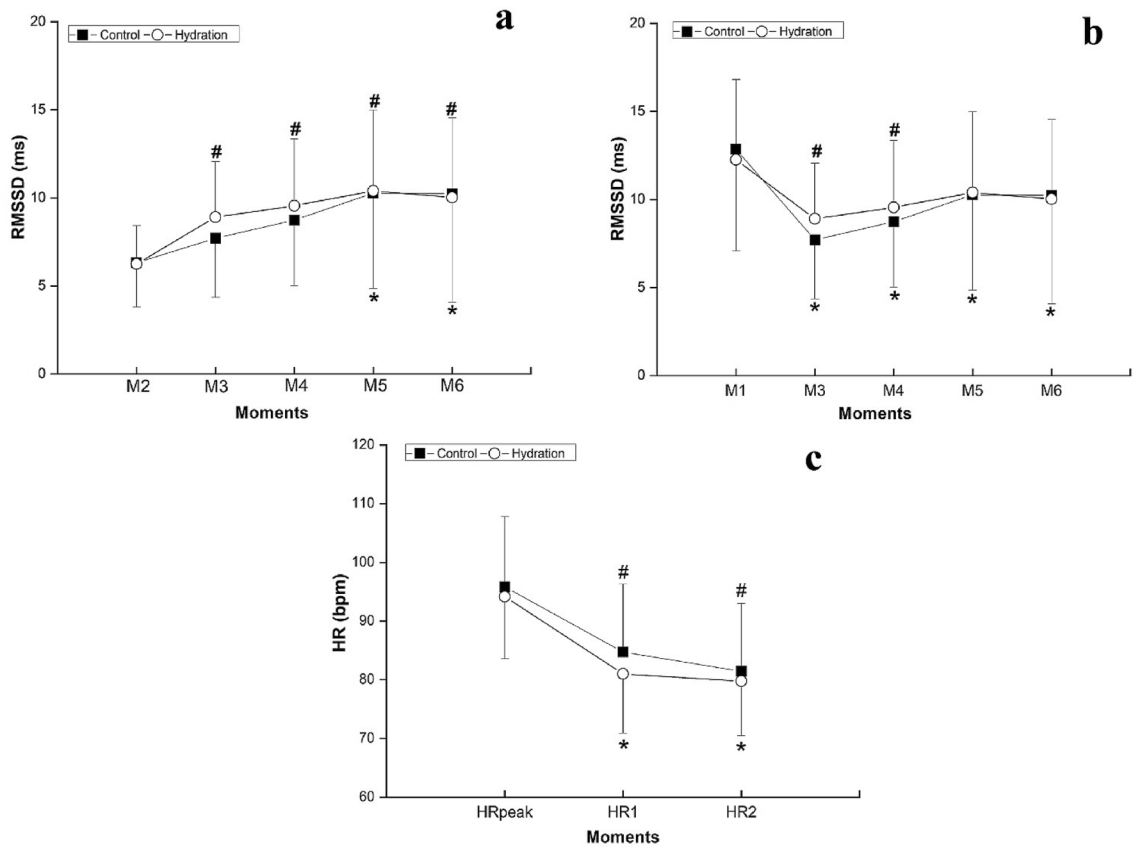 a
20
15
10
5
0
RMSSD (ms)
Control Hydration
# # # #
* *
M2 M3 M4 M5 M6
Moments
b
20
15
10
5
0
RMSSD (ms)
Control Hydration
# #
* * * *
M1 M3 M4 M5 M6
Moments
c
120
110
100
90
80
70
60
HR (bpm)
Control Hydration
# #
* *
HRpeak HR1 HR2
Moments